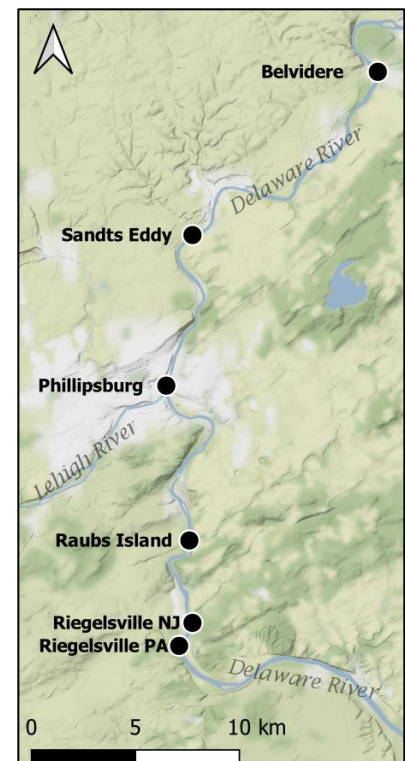 Belvidere
Delaware River
Sandts Eddy
Phillipsburg
Lehigh River
Raubs Island
Riegelsville NJ
Riegelsville PA
Delaware River
0 5 10 km